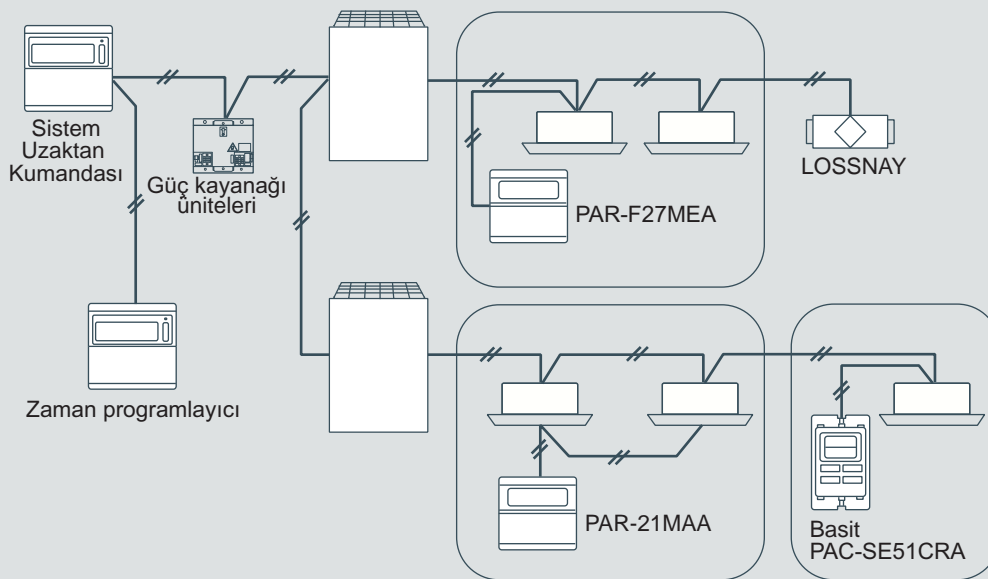 Sistem
Uzaktan
Kumandası
Güç kayanağı
üniteleri
Zaman programlayıcı
PAR-F27MEA
LOSSNAY
PAR-21MAA
Basit
PAC-SE51CRA